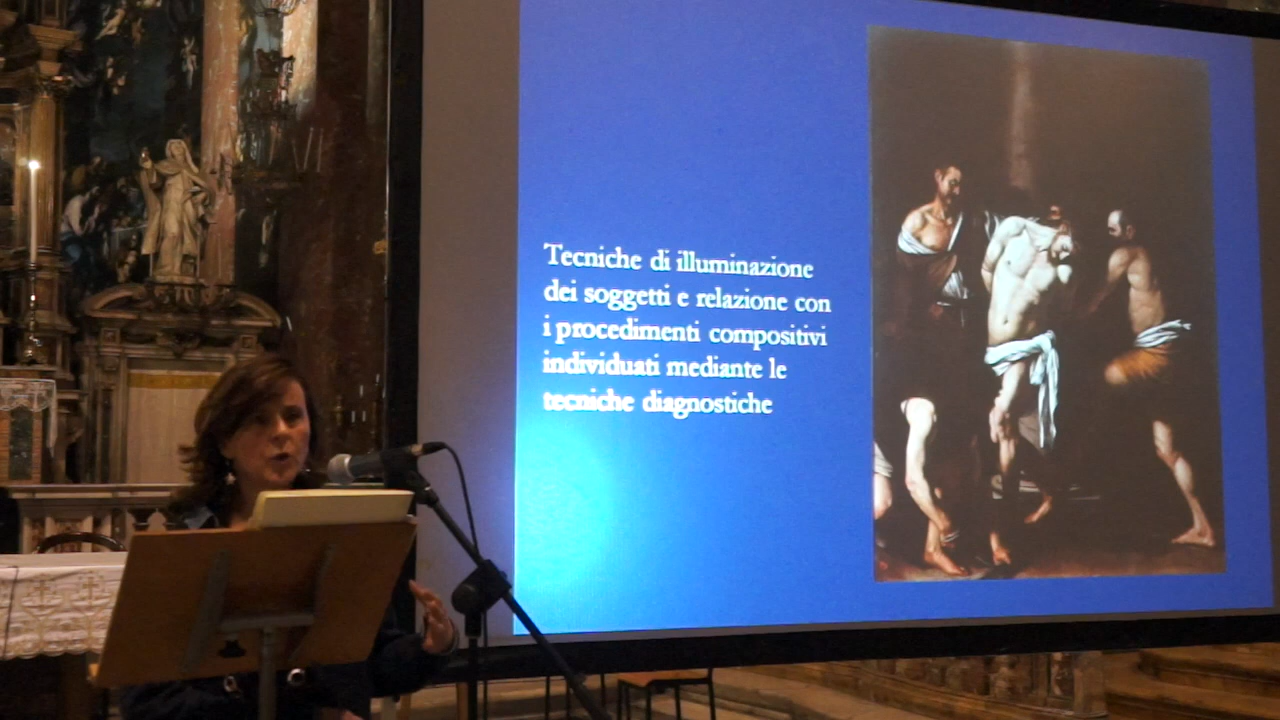 Tecniche di illuminazione
dei soggetti e relazione con
i procedimenti compositivi
individuati mediante le
tecniche diagnostiche